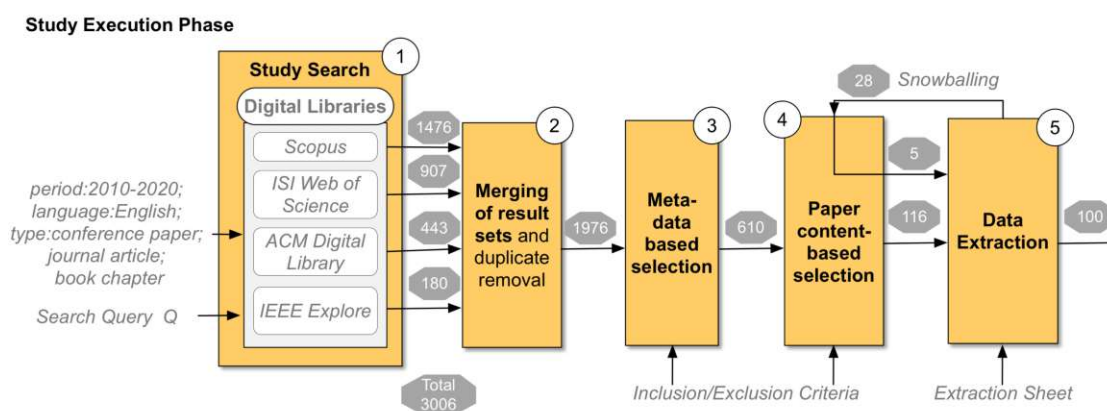 Study Execution Phase
1
Study Search
Digital Libraries
Scopus
ISI Web of
Science
ACM Digital
Library
IEEE Explore
period:2010-2020;
language:English;
type:conference paper;
journal article;
book chapter
Search Query Q
1476
907
443
180
Total
3006
2
Merging
of result
sets and
duplicate
removal
1976
3
Meta-
data
based
selection
610
4
Paper
content-
based
selection
28
Snowballing
5
116
5
Data
Extraction
100
Inclusion/Exclusion Criteria
Extraction Sheet